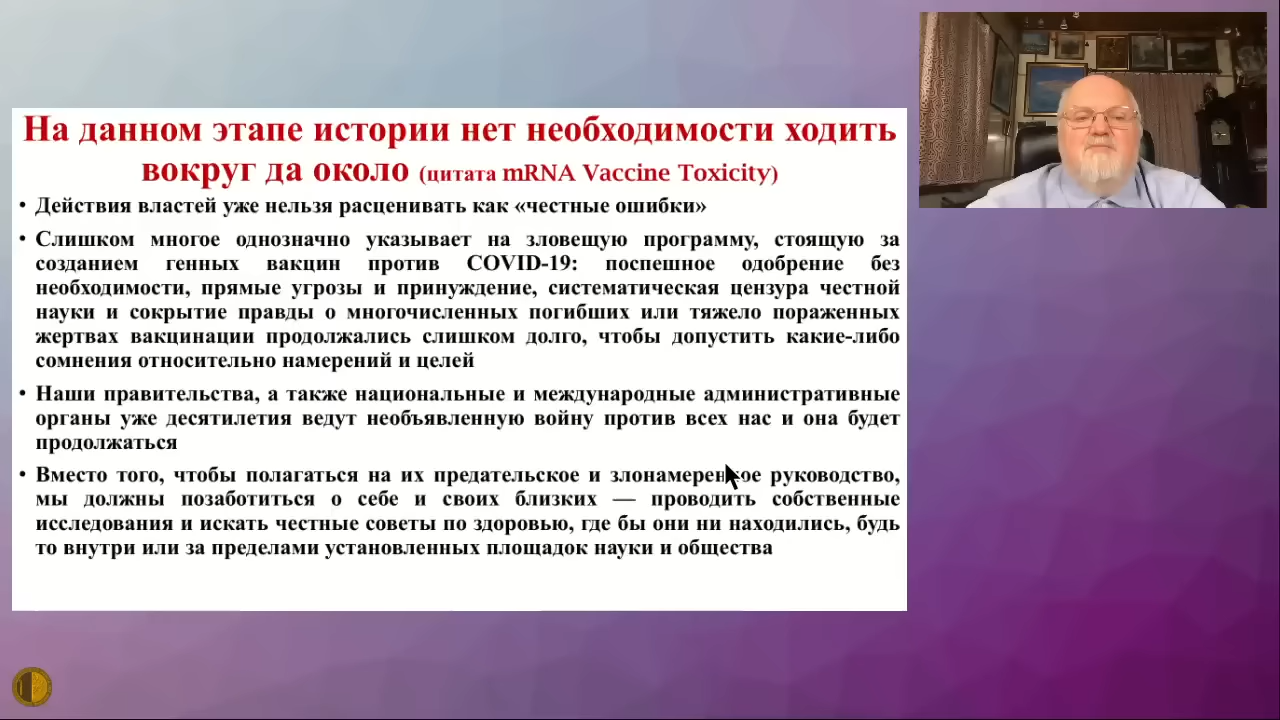 На данном этапе истории нет необходимости ходить
вокруг да около (цитата mRNA Vaccine Toxicity)
• Действия властей уже нельзя расценивать как «честные ошибки»
• Слишком многое однозначно указывает на зловещую программу, стоящую за
созданием генных вакцин против COVID-19: поспешное одобрение без
необходимости, прямые угрозы и принуждение, систематическая цензура честной
науки и сокрытие правды о многочисленных погибших или тяжело пораженных
жертвах вакцинации продолжались слишком долго, чтобы допустить какие-либо
сомнения относительно намерений и целей
• Наши правительства, а также национальные и международные административные
органы уже десятилетия ведут необъявленную войну против всех нас и она будет
продолжаться
• Вместо того, чтобы полагаться на их предательское и злонамеренное руководство,
мы должны позаботиться о себе и своих близких — проводить собственные
исследования и искать честные советы по здоровью, где бы они ни находились, будь
то внутри или за пределами установленных площадок науки и общества